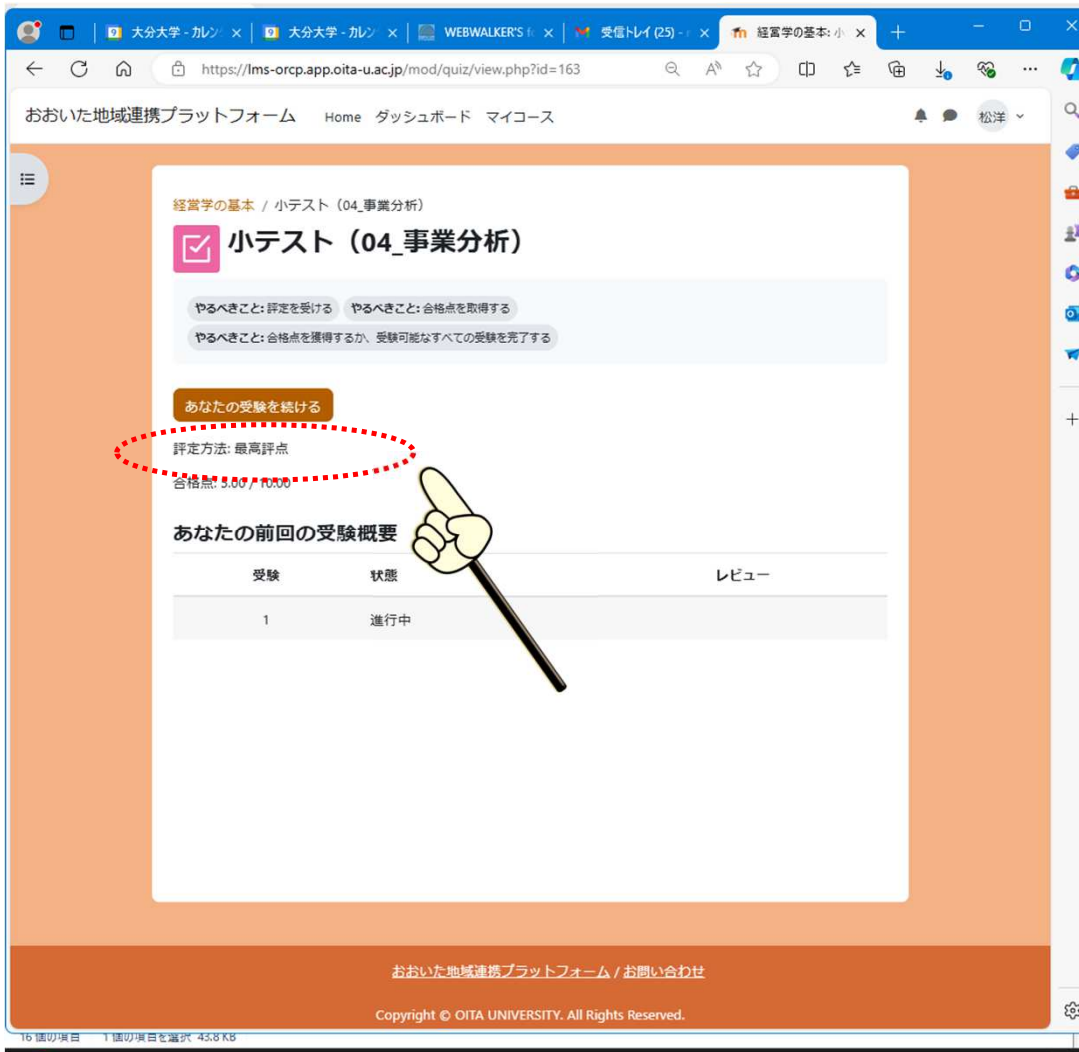 大分大学 - カレン
大分大学 - カレン
WEBWALKER'S f
受信トレイ (25) -
経営学の基本: 小
https://lms-orcp.app.oita-u.ac.jp/mod/quiz/view.php?id=163
おおいた地域連携プラットフォーム Home ダッシュボード マイコース 松洋
経営学の基本 / 小テスト（04_事業分析）
小テスト（04_事業分析）
やるべきこと: 評定を受ける やるべきこと: 合格点を取得する
やるべきこと: 合格点を獲得するか、受験可能なすべての受験を完了する
あなたの受験を続ける
評定方法: 最高評点
合格点: 5.00 / 10.00
あなたの前回の受験概要
受験 状態 レビュー
1 進行中
おおいた地域連携プラットフォーム / お問い合わせ
Copyright © OITA UNIVERSITY. All Rights Reserved.
16 個の項目 1 個の項目を選択 43.8 KB